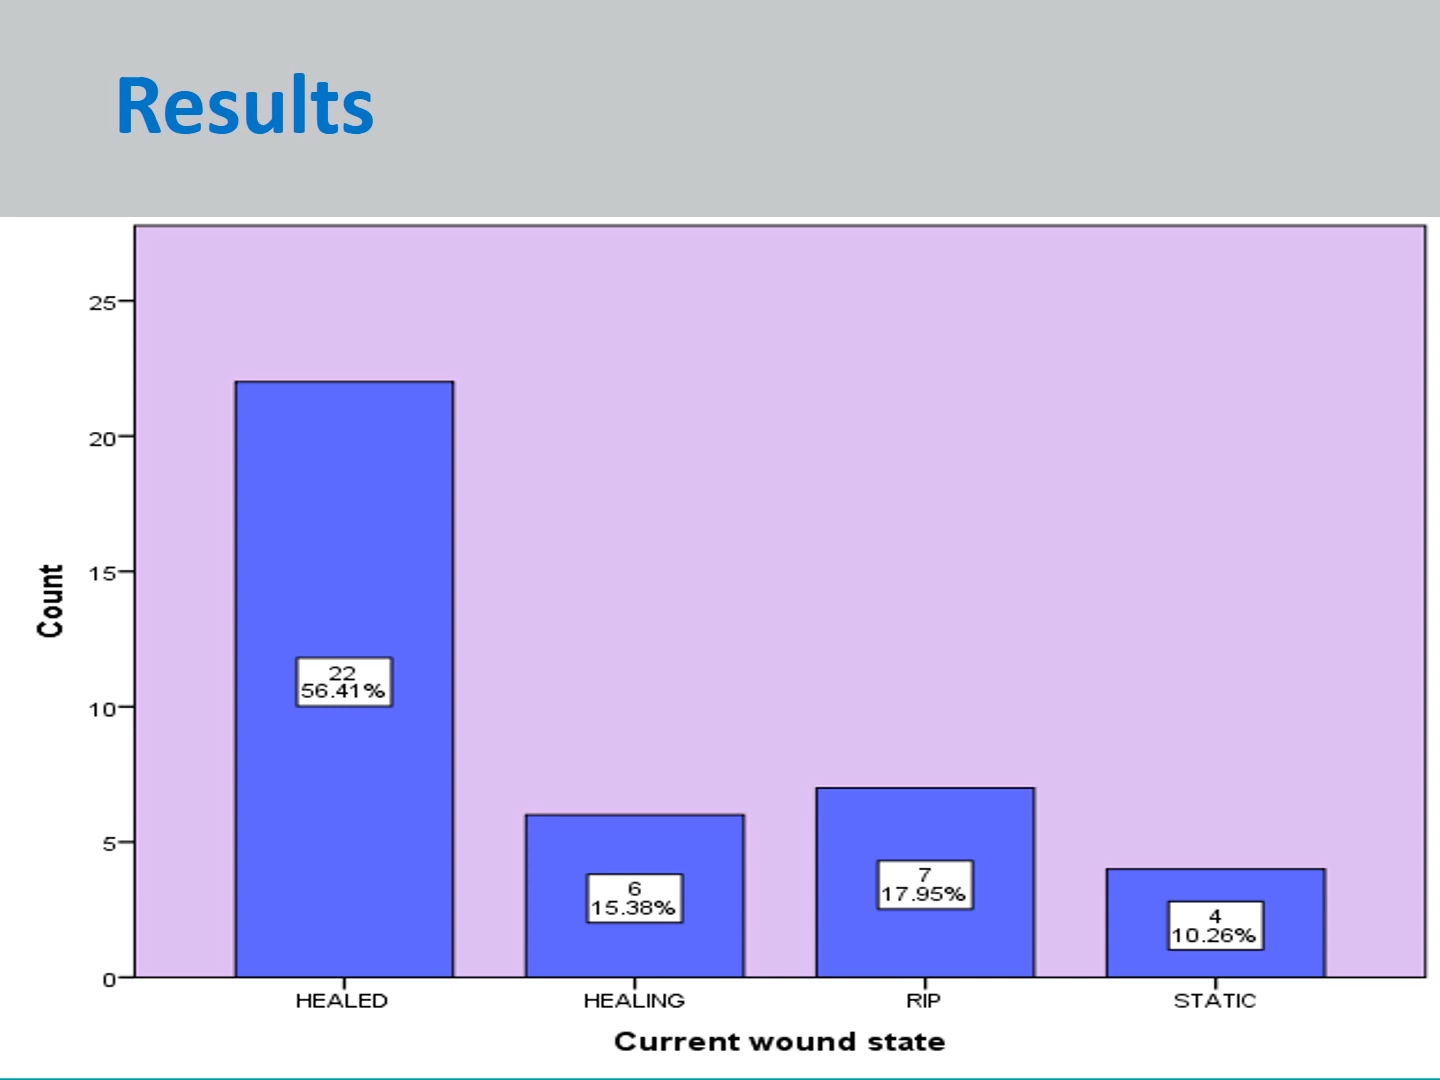 Results
25
20
15
10
5
0
Count
22
56.41%
6
15.38%
7
17.95%
4
10.26%
HEALED
HEALING
RIP
STATIC
Current wound state